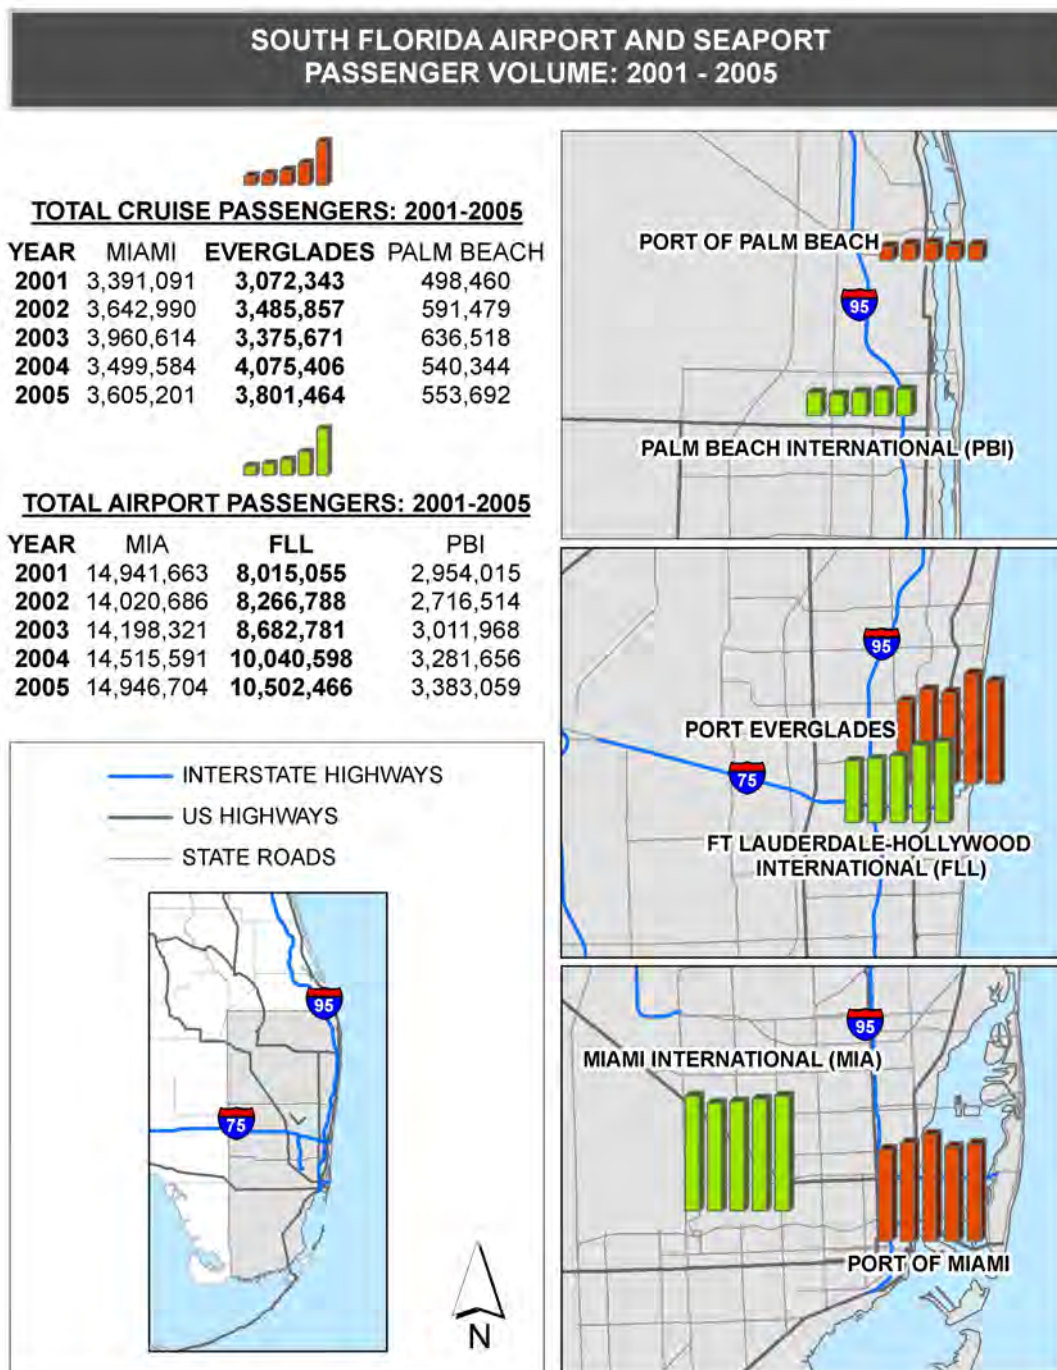 SOUTH FLORIDA AIRPORT AND SEAPORT
PASSENGER VOLUME: 2001 - 2005
TOTAL CRUISE PASSENGERS: 2001-2005
YEAR MIAMI EVERGLADES PALM BEACH
2001 3,391,091 3,072,343 498,460
2002 3,642,990 3,485,857 591,479
2003 3,960,614 3,375,671 636,518
2004 3,499,584 4,075,406 540,344
2005 3,605,201 3,801,464 553,692
TOTAL AIRPORT PASSENGERS: 2001-2005
YEAR MIA FLL PBI
2001 14,941,663 8,015,055 2,954,015
2002 14,020,686 8,266,788 2,716,514
2003 14,198,321 8,682,781 3,011,968
2004 14,515,591 10,040,598 3,281,656
2005 14,946,704 10,502,466 3,383,059
INTERSTATE HIGHWAYS
US HIGHWAYS
STATE ROADS
95
75
N
PORT OF PALM BEACH
95
PALM BEACH INTERNATIONAL (PBI)
95
PORT EVERGLADES
75
FT LAUDERDALE-HOLLYWOOD
INTERNATIONAL (FLL)
95
MIAMI INTERNATIONAL (MIA)
PORT OF MIAMI